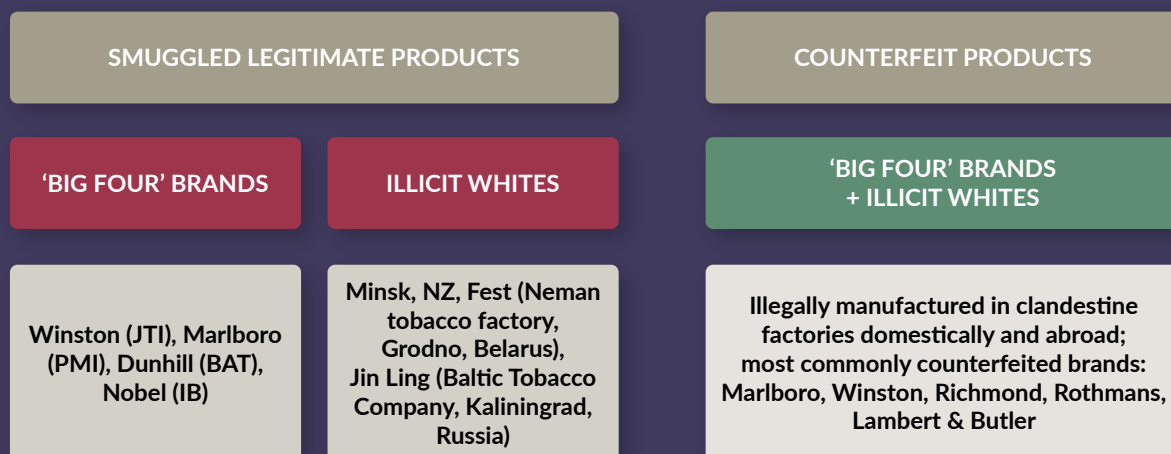 SMUGGLED LEGITIMATE PRODUCTS
COUNTERFEIT PRODUCTS
‘BIG FOUR’ BRANDS
ILLICIT WHITES
‘BIG FOUR’ BRANDS
+ ILLICIT WHITES
Winston (JTI), Marlboro
(PMI), Dunhill (BAT),
Nobel (IB)
Minsk, NZ, Fest (Neman
tobacco factory,
Grodno, Belarus),
Jin Ling (Baltic Tobacco
Company, Kaliningrad,
Russia)
Illegally manufactured in clandestine
factories domestically and abroad;
most commonly counterfeited brands:
Marlboro, Winston, Richmond, Rothmans,
Lambert & Butler